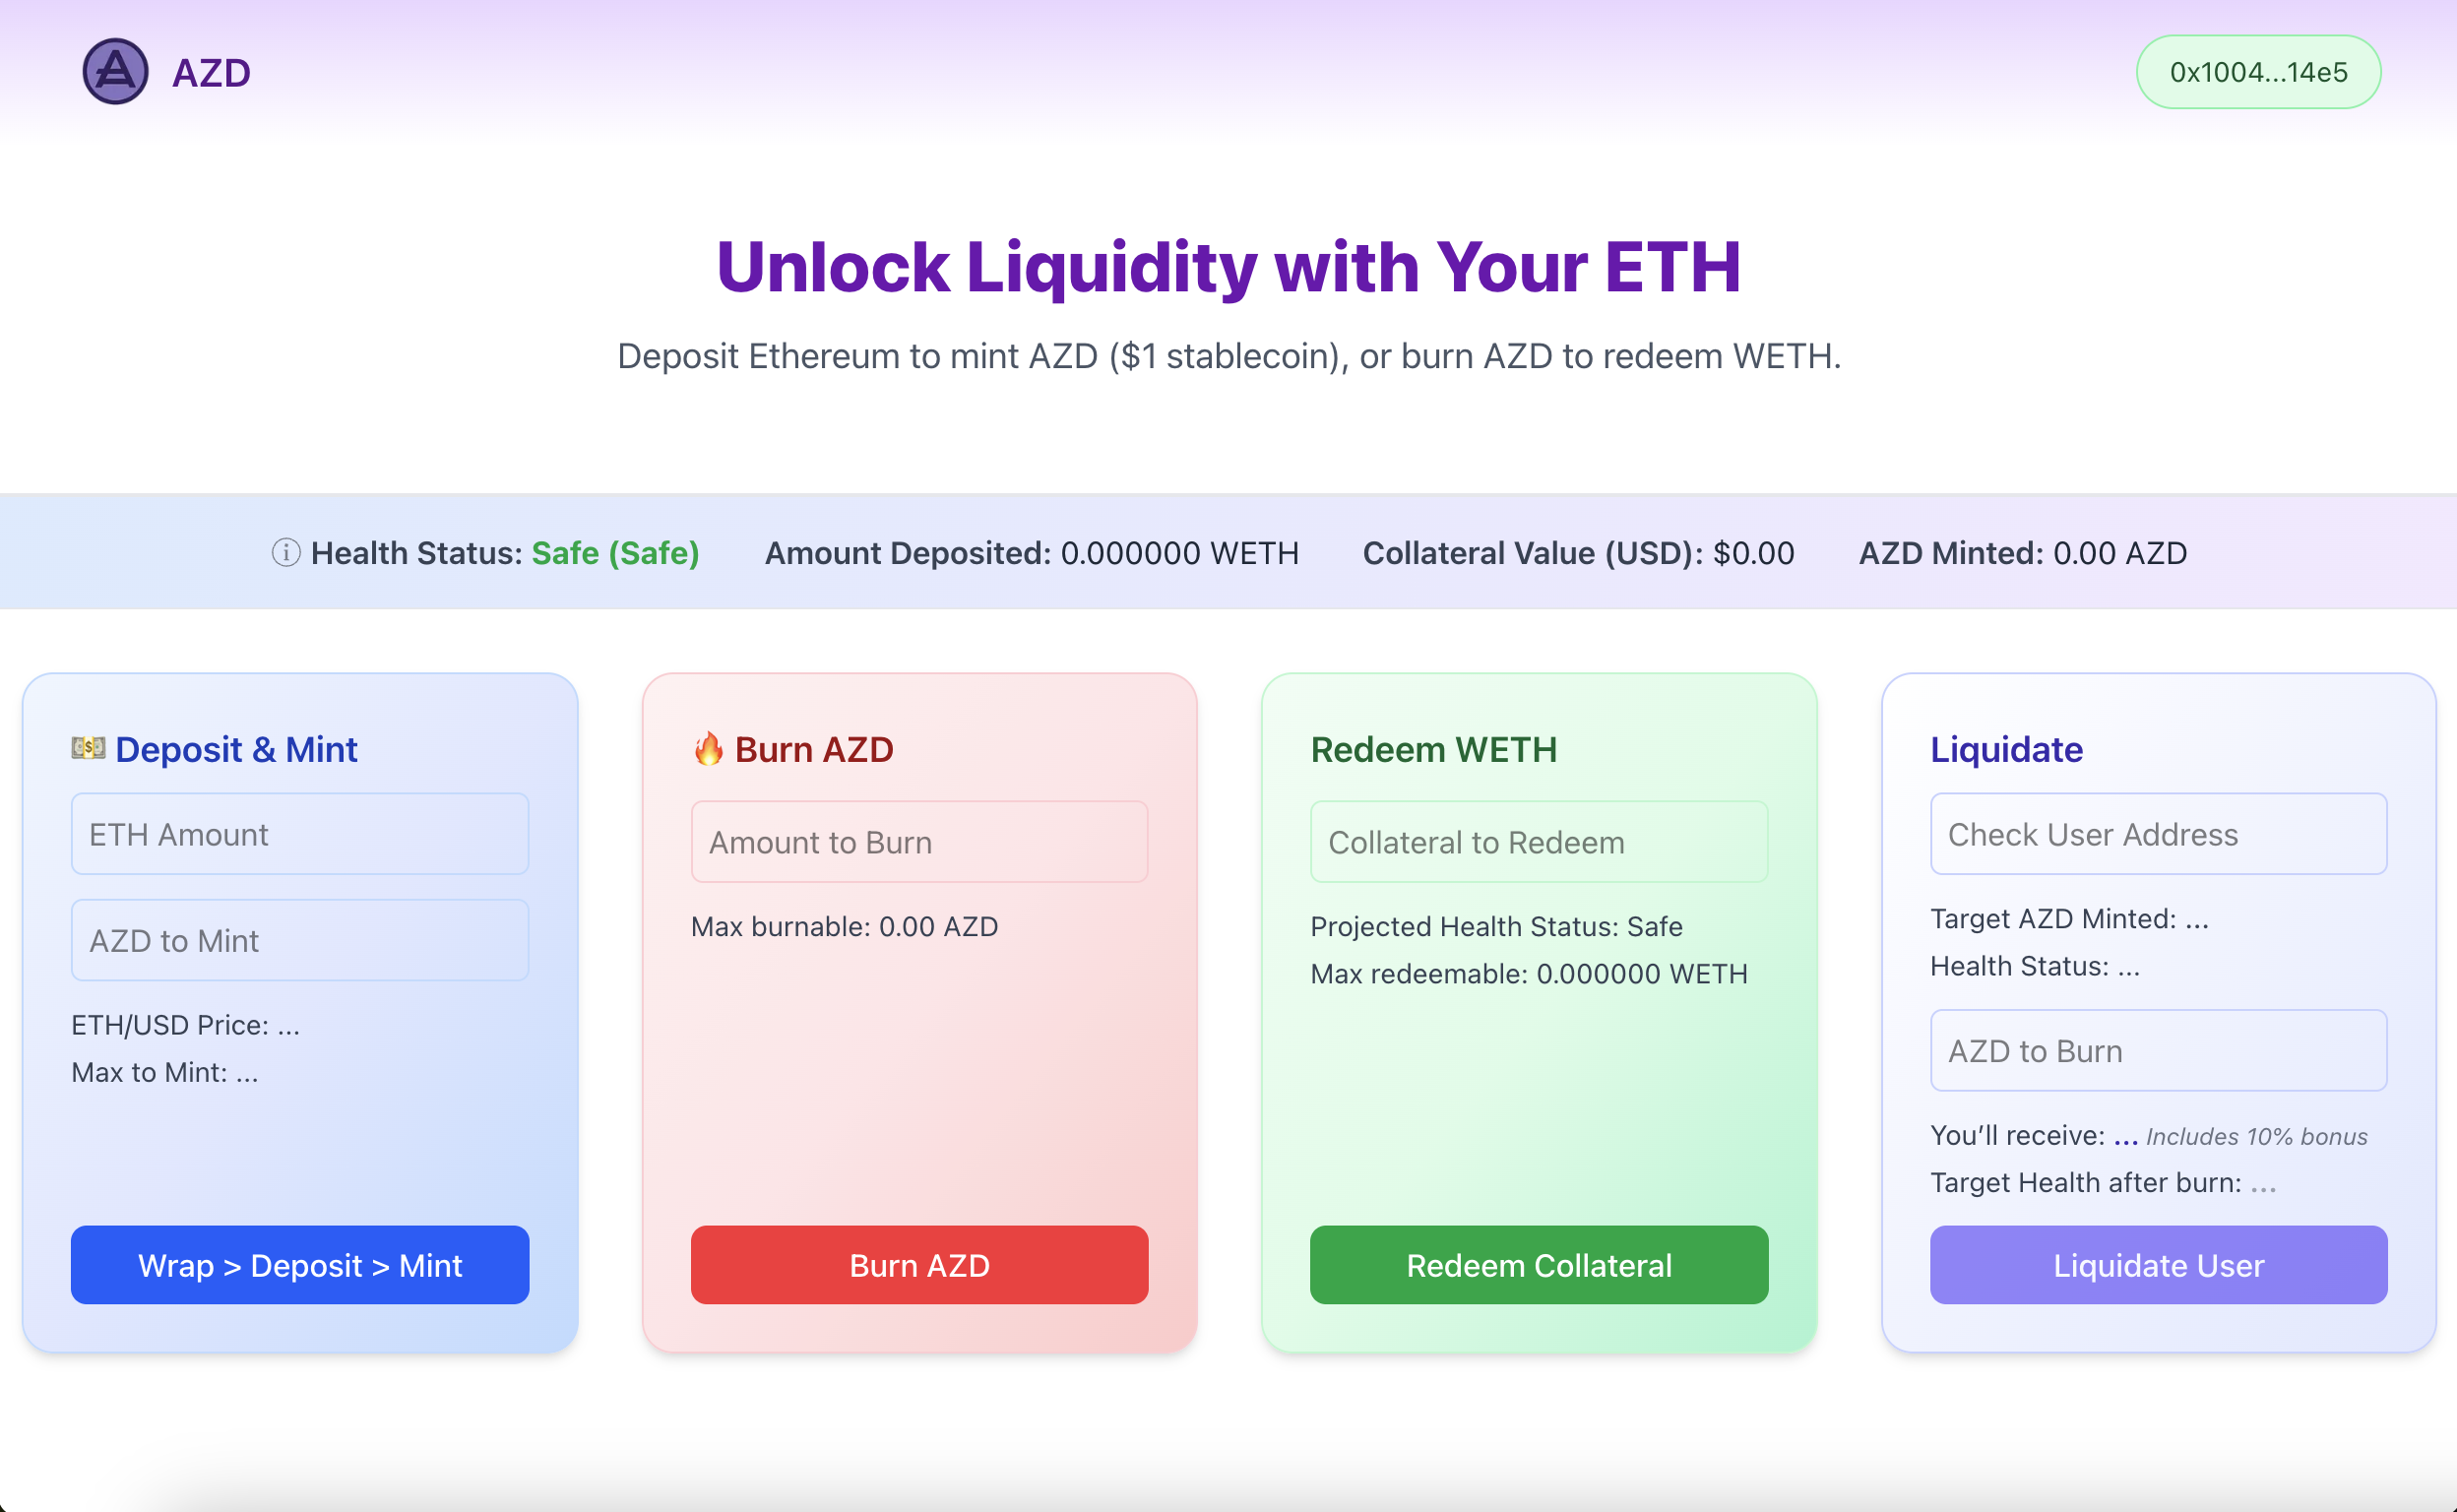 AZD
0x1004...14e5
Unlock Liquidity with Your ETH
Deposit Ethereum to mint AZD ($1 stablecoin), or burn AZD to redeem WETH.
ⓘ Health Status: Safe (Safe) Amount Deposited: 0.000000 WETH Collateral Value (USD): $0.00 AZD Minted: 0.00 AZD
💵 Deposit & Mint
ETH Amount
AZD to Mint
ETH/USD Price: ...
Max to Mint: ...
Wrap > Deposit > Mint
🔥 Burn AZD
Amount to Burn
Max burnable: 0.00 AZD
Burn AZD
Redeem WETH
Collateral to Redeem
Projected Health Status: Safe
Max redeemable: 0.000000 WETH
Redeem Collateral
Liquidate
Check User Address
Target AZD Minted: ...
Health Status: ...
AZD to Burn
You’ll receive: ... Includes 10% bonus
Target Health after burn: ...
Liquidate User